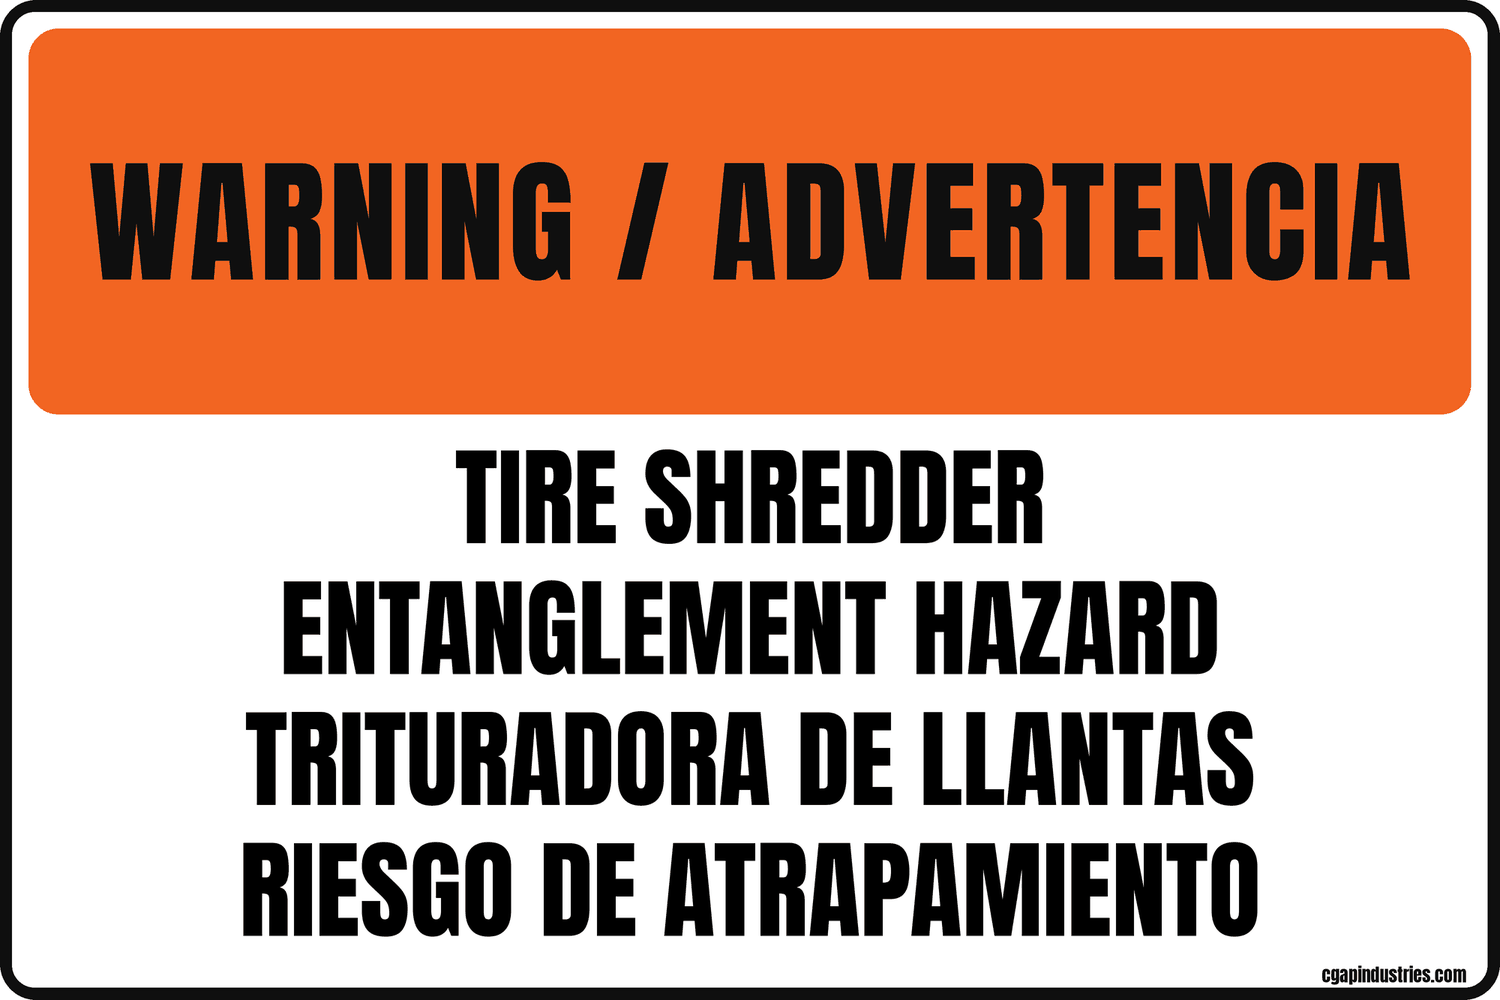 WARNING / ADVERTENCIA
TIRE SHREDDER
ENTANGLEMENT HAZARD
TRITURADORA DE LLANTAS
RIESGO DE ATRAPAMIENTO
cgapindustries.com